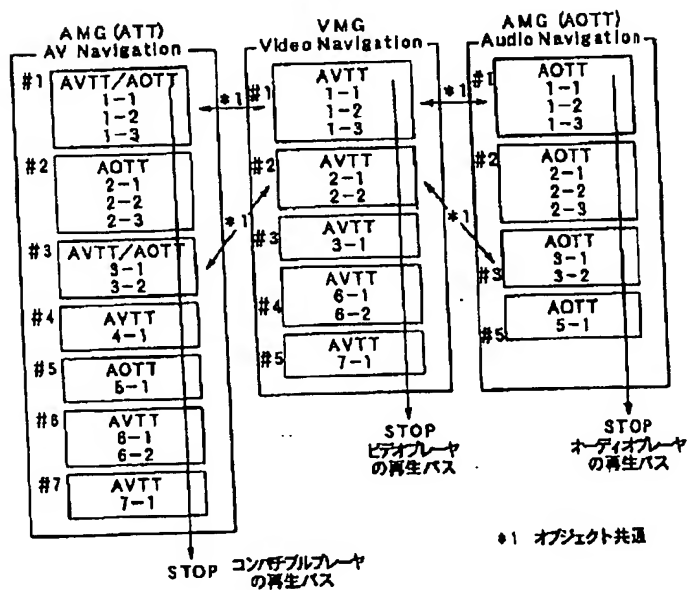 AMG (ATT)
AV Navigation
#1
AVTT/AOTT
1-1
1-2
1-3
#2
AOTT
2-1
2-2
2-3
#3
AVTT/AOTT
3-1
3-2
#4
AVTT
4-1
#5
AOTT
5-1
#6
AVTT
6-1
6-2
#7
AVTT
7-1
STOP
コンパチブルプレーヤ
の再生パス
*1
*1
VMG
Video Navigation
#1
AVTT
1-1
1-2
1-3
#2
AVTT
2-1
2-2
#3
AVTT
3-1
#4
AVTT
6-1
6-2
#5
AVTT
7-1
STOP
ビデオプレーヤ
の再生パス
*1
*1
AMG (AOTT)
Audio Navigation
#1
AOTT
1-1
1-2
1-3
#2
AOTT
2-1
2-2
2-3
#3
AOTT
3-1
3-2
#5
AOTT
5-1
STOP
オーディオプレーヤ
の再生パス
*1 オブジェクト共通